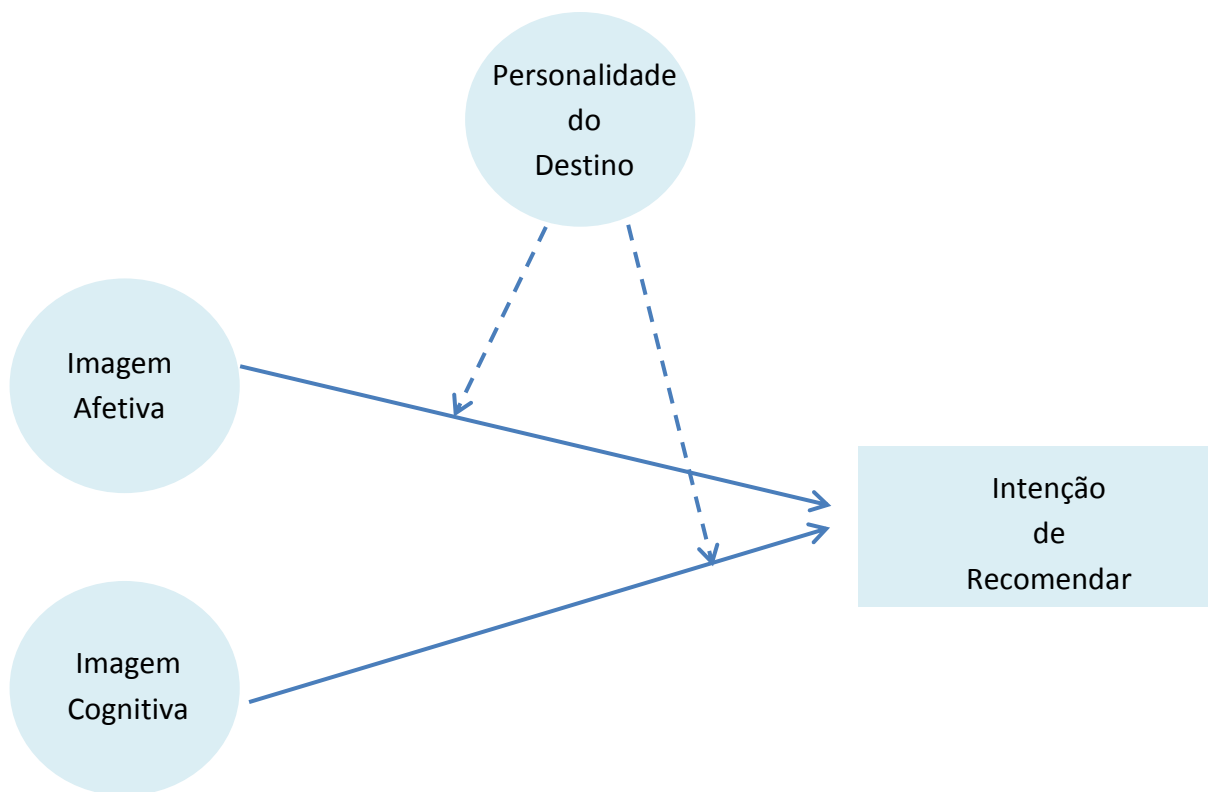 Personalidade
do
Destino
Imagem
Afetiva
Intenção
de
Recomendar
Imagem
Cognitiva